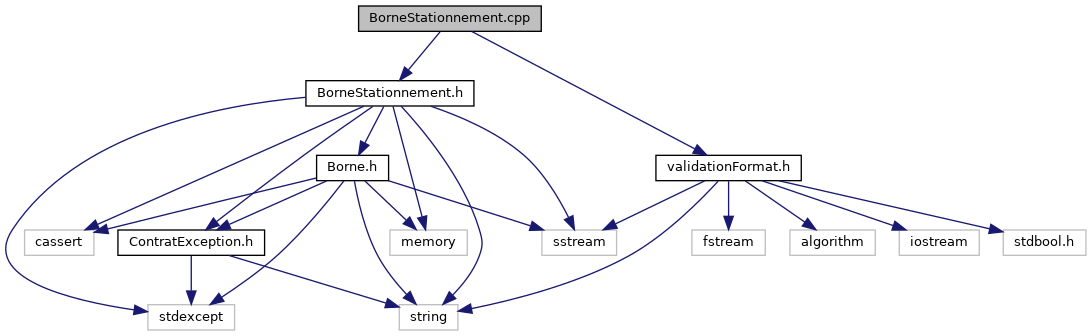 BorneStationnement.cpp
BorneStationnement.h
Borne.h
validationFormat.h
cassert
ContratException.h
memory
sstream
fstream
algorithm
iostream
stdbool.h
stdexcept
string